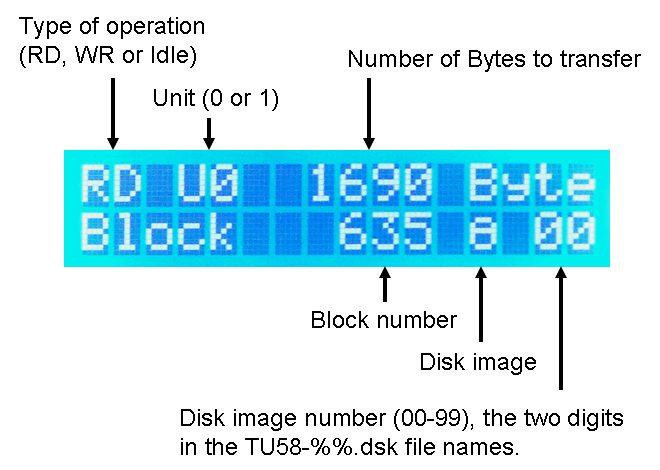 Type of operation
(RD, WR or Idle)
Number of Bytes to transfer
Unit (0 or 1)
RD U0 1690 Byte
Block 635 a 00
Block number
Disk image
Disk image number (00-99), the two digits
in the TU58-%%.dsk file names.